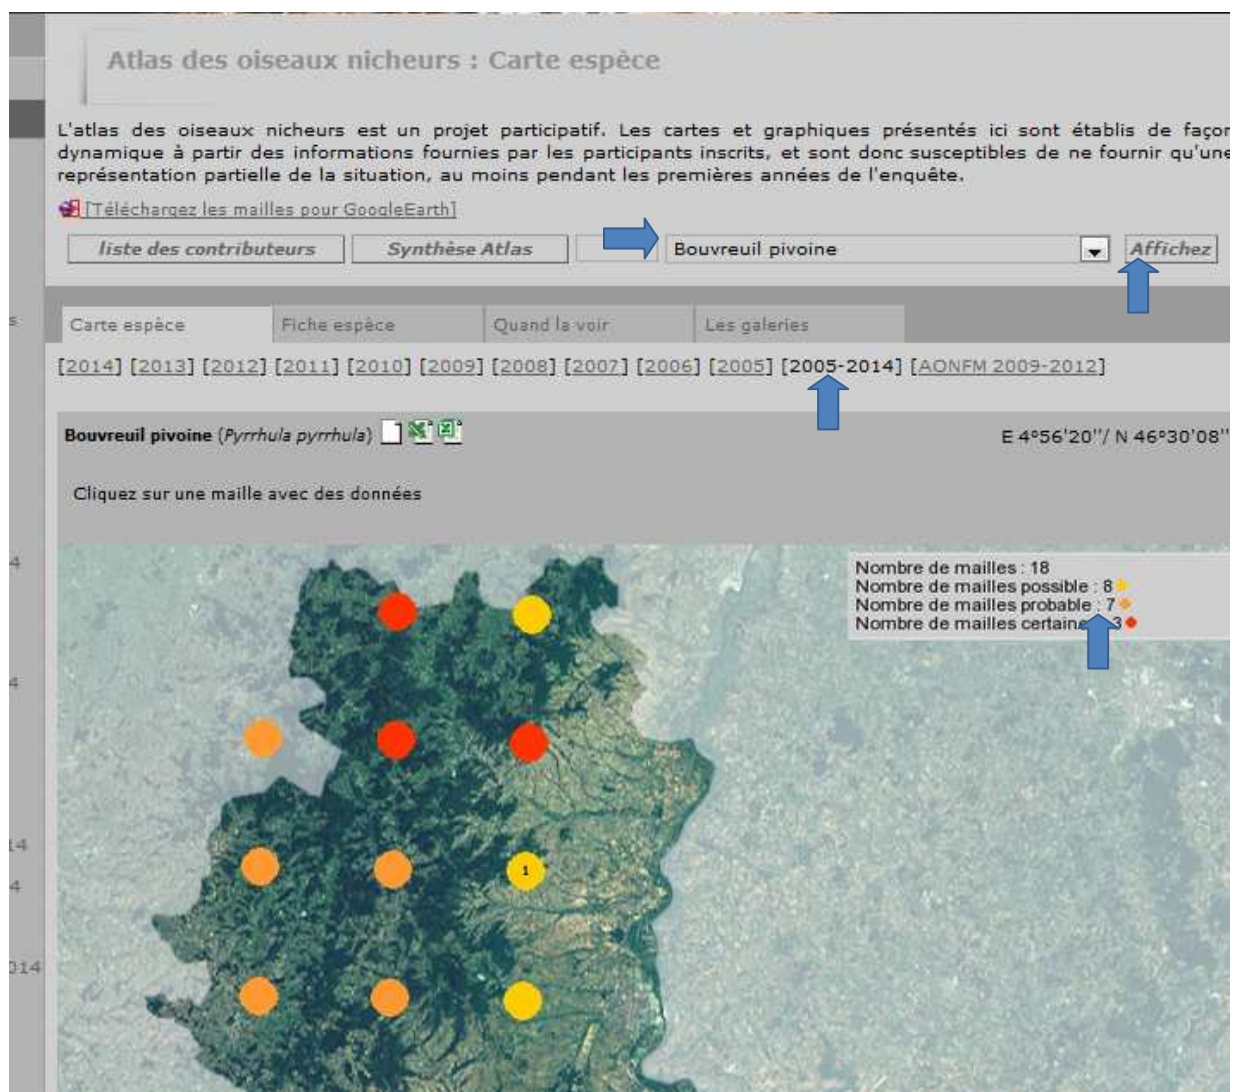 Atlas des oiseaux nicheurs : Carte espèce
L'atlas des oiseaux nicheurs est un projet participatif. Les cartes et graphiques présentés ici sont établis de façon
dynamique à partir des informations fournies par les participants inscrits, et sont donc susceptibles de ne fournir qu'une
représentation partielle de la situation, au moins pendant les premières années de l'enquête.
[Téléchargez les mailles pour GoogleEarth]
liste des contributeurs Synthèse Atlas Bouvreuil pivoine Affichez
s
Carte espèce Fiche espèce Quand la voir Les galeries
[2014] [2013] [2012] [2011] [2010] [2009] [2008] [2007] [2006] [2005] [2005-2014] [AONFM 2009-2012]
Bouvreuil pivoine (Pyrrhula pyrrhula) E 4°56'20''/ N 46°30'08''
Cliquez sur une maille avec des données
4
Nombre de mailles : 18
Nombre de mailles possible : 8
Nombre de mailles probable : 7
Nombre de mailles certaine 3
4
14
1
4
014